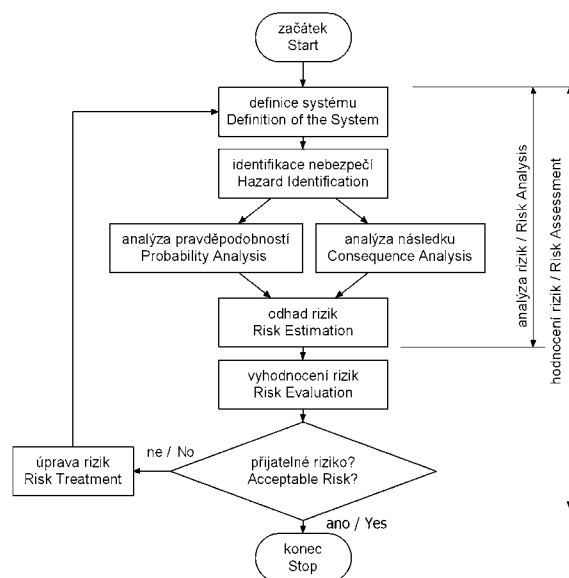 začátek
Start
definice systému
Definition of the System
identifikace nebezpečí
Hazard Identification
analýza pravděpodobností
Probability Analysis
analýza následků
Consequence Analysis
odhad rizik
Risk Estimation
vyhodnocení rizik
Risk Evaluation
přijatelné riziko?
Acceptable Risk?
ne / No
úprava rizik
Risk Treatment
ano / Yes
konec
Stop
analýza rizik / Risk Analysis
hodnocení rizik / Risk Assessment